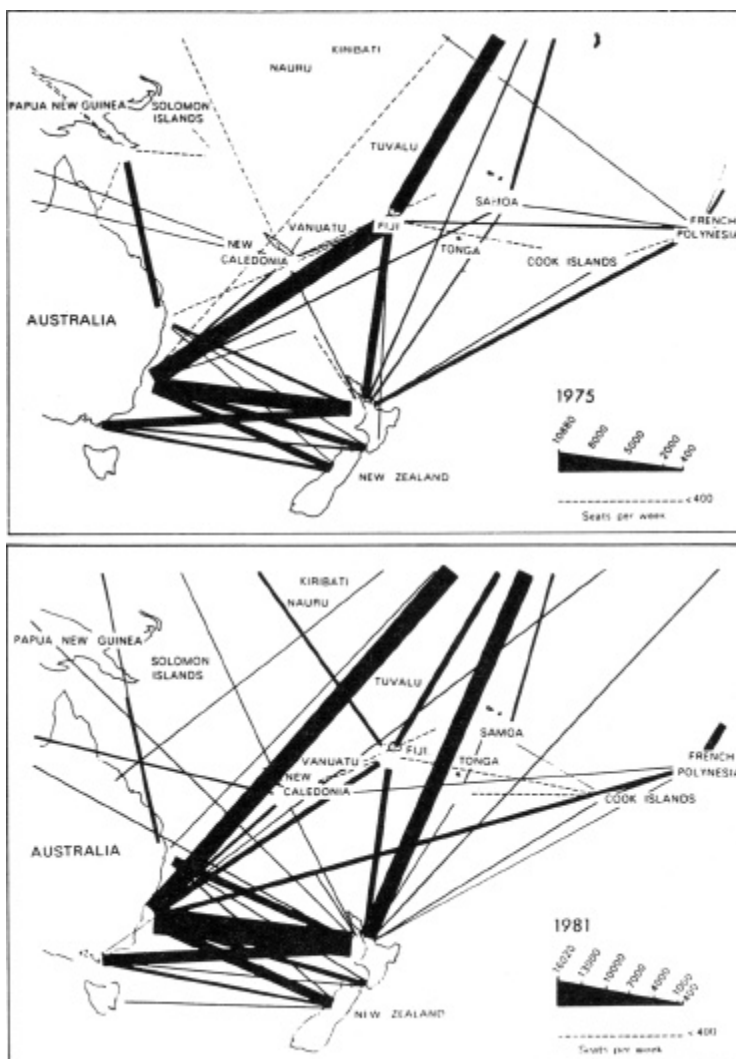 KIRIBATI
NAURU
PAPUA NEW GUINEA
SOLOMON
ISLANDS
TUVALU
SAMOA
VANUATU
FIJI
FRENCH
POLYNESIA
NEW
CALEDONIA
TONGA
COOK ISLANDS
AUSTRALIA
1975
10880
8000
5000
2000
400
NEW ZEALAND
<400
Seats per week
KIRIBATI
NAURU
PAPUA NEW GUINEA
SOLOMON
ISLANDS
TUVALU
SAMOA
FIJI
VANUATU
TONGA
FRENCH
POLYNESIA
NEW
CALEDONIA
COOK ISLANDS
AUSTRALIA
1981
16020
13000
10000
7000
4000
1000
400
NEW ZEALAND
<400
Seats per week